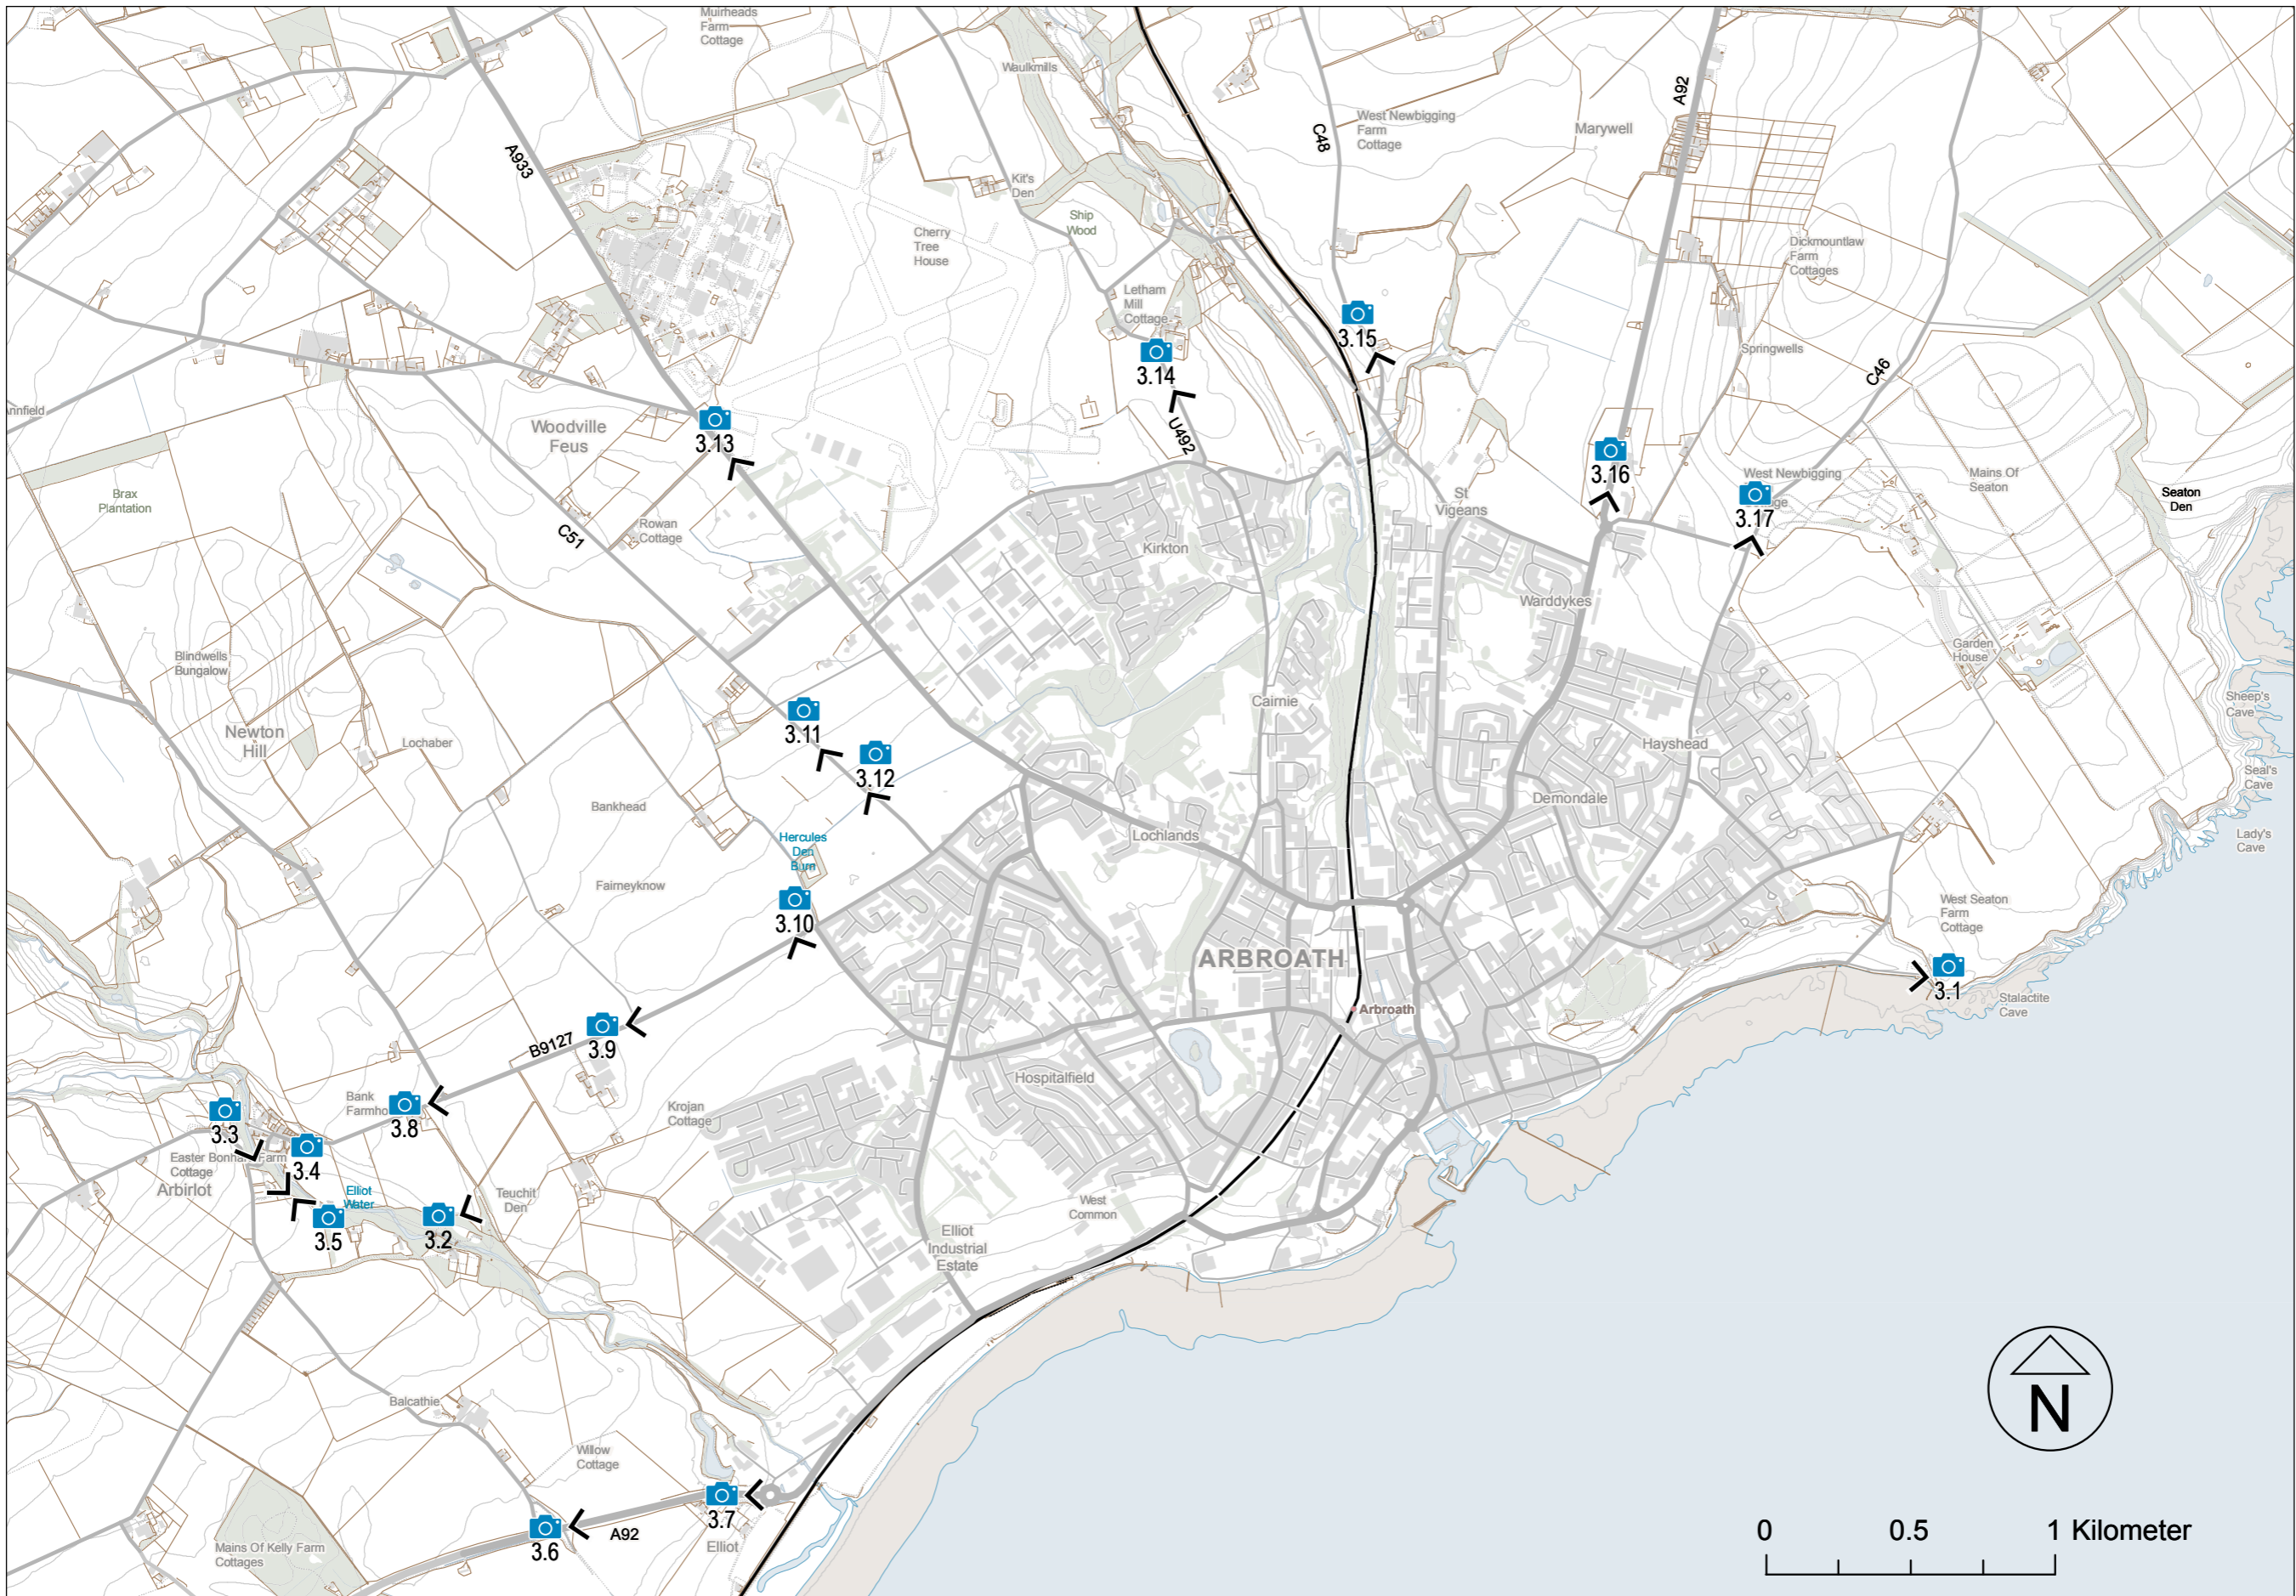 Muirheads
Farm
Cottage
Waulkmills
A933
C48
West Newbigging
Farm
Cottage
Marywell
A92
Kit's
Den
Ship
Wood
Cherry
Tree
House
Dickmountlaw
Farm
Cottages
Letham
Mill
Cottage
3.15
3.14
Springwells
C46
Annfield
Woodville
Feus
3.13
U492
3.16
West Newbigging
3.17
Mains Of
Seaton
Seaton
Den
Brax
Plantation
St
Vigeans
C51
Rowan
Cottage
Kirkton
Warddykes
Blindwells
Bungalow
Garden
House
Newton
Hill
Lochaber
3.11
3.12
Cairnie
Sheep's
Cave
Hayshead
Seal's
Cave
Bankhead
Demondale
Hercules
Den
Burn
Lochlands
Lady's
Cave
Fairneyknow
3.10
West Seaton
Farm
Cottage
ARBROATH
3.1
Stalactite
Cave
Arbroath
B9127
3.9
Hospitalfield
Bank
3.8
Krojan
Cottage
3.3
Easter Bonhard Farm
Cottage
Arbirlot
3.4
Elliot
Water
3.5
3.2
Teuchit
Den
West
Common
Elliot
Industrial
Estate
Balcathie
Willow
Cottage
3.7
3.6
A92
Elliot
Mains Of Kelly Farm
Cottages
N
0 0.5 1 Kilometer